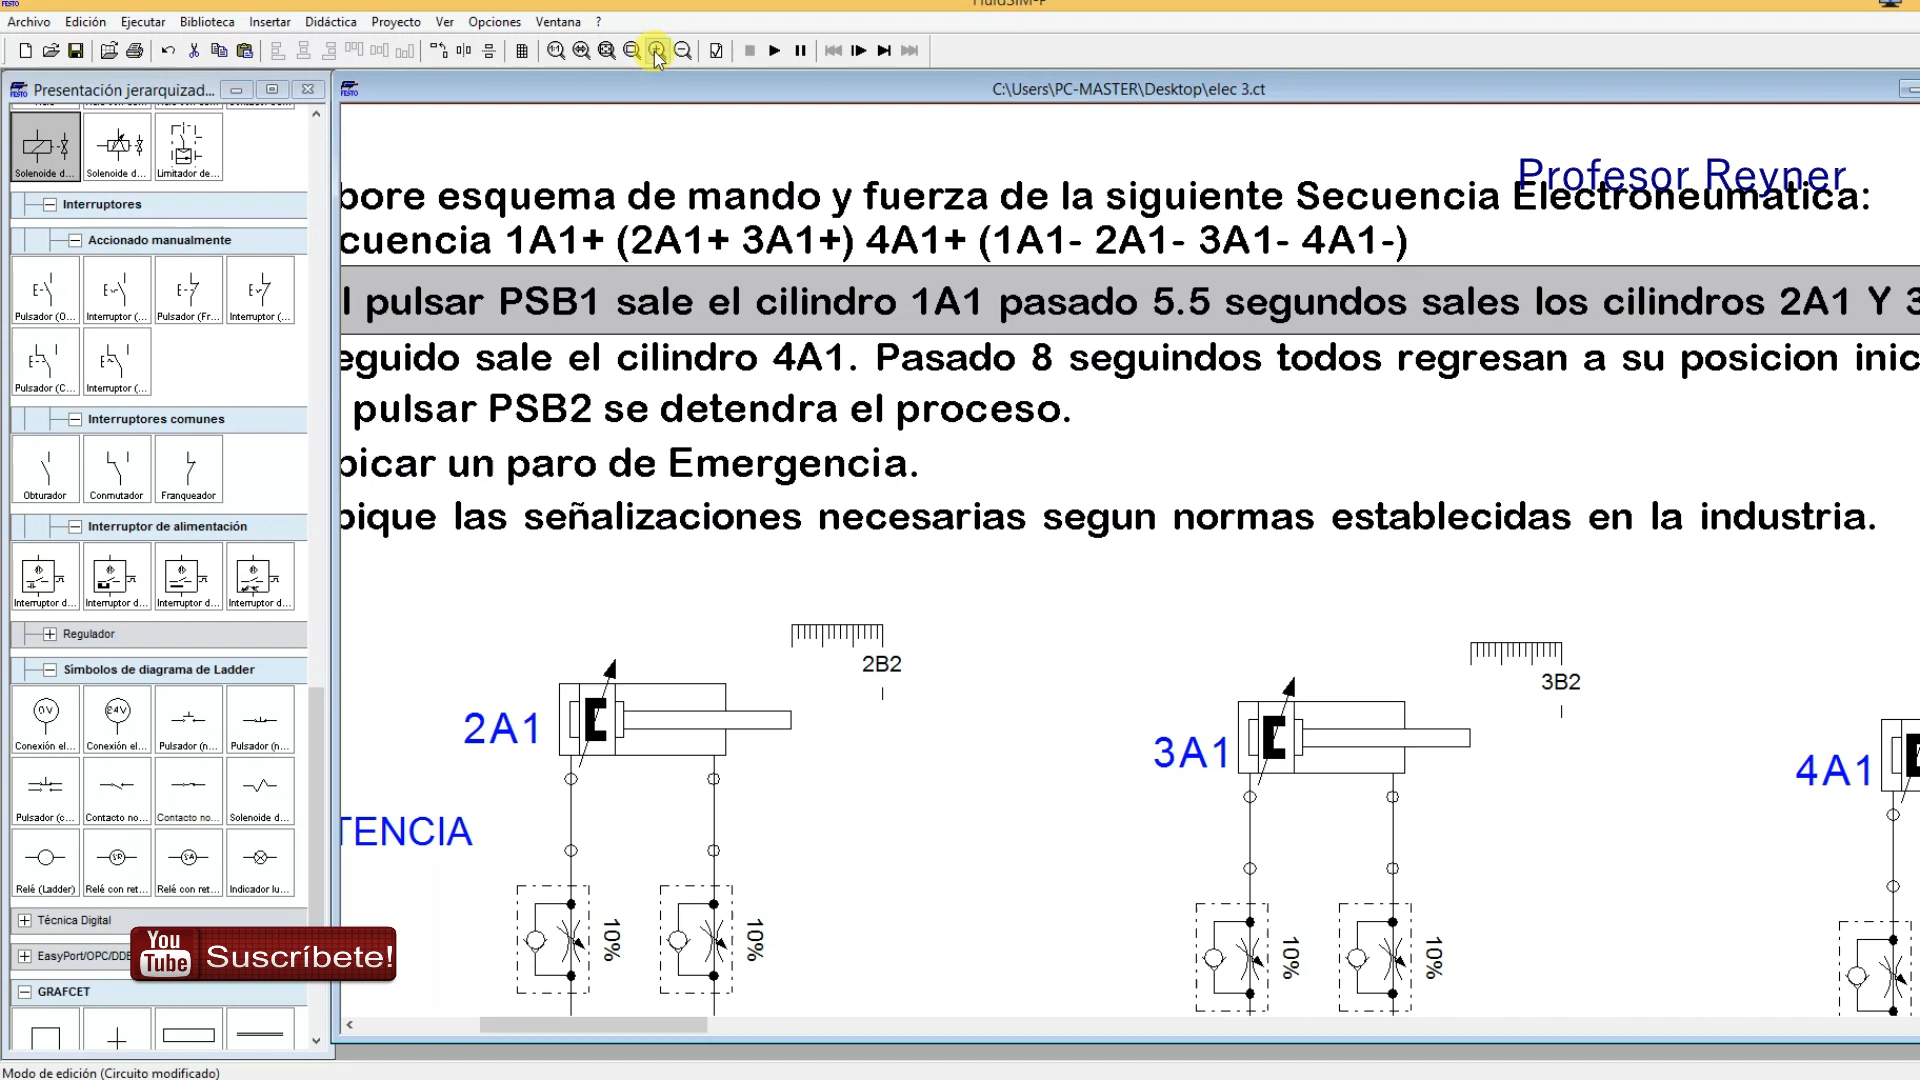 FluidSIM-P
FESTO
Archivo Edición Ejecutar Biblioteca Insertar Didáctica Proyecto Ver Opciones Ventana ?
FESTO Presentación jerarquizad...
FESTO C:\Users\PC-MASTER\Desktop\elec 3.ct
Solenoide d... Solenoide d... Limitador de...
Interruptores
Accionado manualmente
Pulsador (O... Interruptor (... Pulsador (Fr... Interruptor (...
Pulsador (C... Interruptor (...
Interruptores comunes
Obturador Conmutador Franqueador
Interruptor de alimentación
Interruptor d... Interruptor d... Interruptor d... Interruptor d...
Regulador
Símbolos de diagrama de Ladder
0V 24V
Conexión el... Conexión el... Pulsador (n... Pulsador (n...
Pulsador (c... Contacto no... Contacto no... Solenoide d...
SR SA
Relé (Ladder) Relé con ret... Relé con ret... Indicador lu...
Técnica Digital
EasyPort/OPC/DDE
GRAFCET
You Tube Suscríbete!
Profesor Reyner
bore esquema de mando y fuerza de la siguiente Secuencia Electroneumatica:
cuencia 1A1+ (2A1+ 3A1+) 4A1+ (1A1- 2A1- 3A1- 4A1-)
l pulsar PSB1 sale el cilindro 1A1 pasado 5.5 segundos sales los cilindros 2A1 Y 3
eguido sale el cilindro 4A1. Pasado 8 seguindos todos regresan a su posicion inic
pulsar PSB2 se detendra el proceso.
bicar un paro de Emergencia.
bique las señalizaciones necesarias segun normas establecidas en la industria.
2B2
3B2
2A1
3A1
4A1
TENCIA
10% 10% 10% 10%
Modo de edición (Circuito modificado)